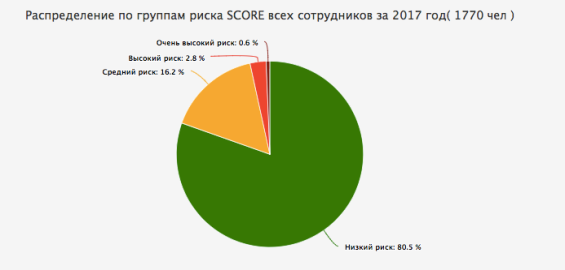 Распределение по группам риска SCORE всех сотрудников за 2017 год( 1770 чел )
Очень высокий риск: 0.6 %
Высокий риск: 2.8 %
Средний риск: 16.2 %
Низкий риск: 80.5 %